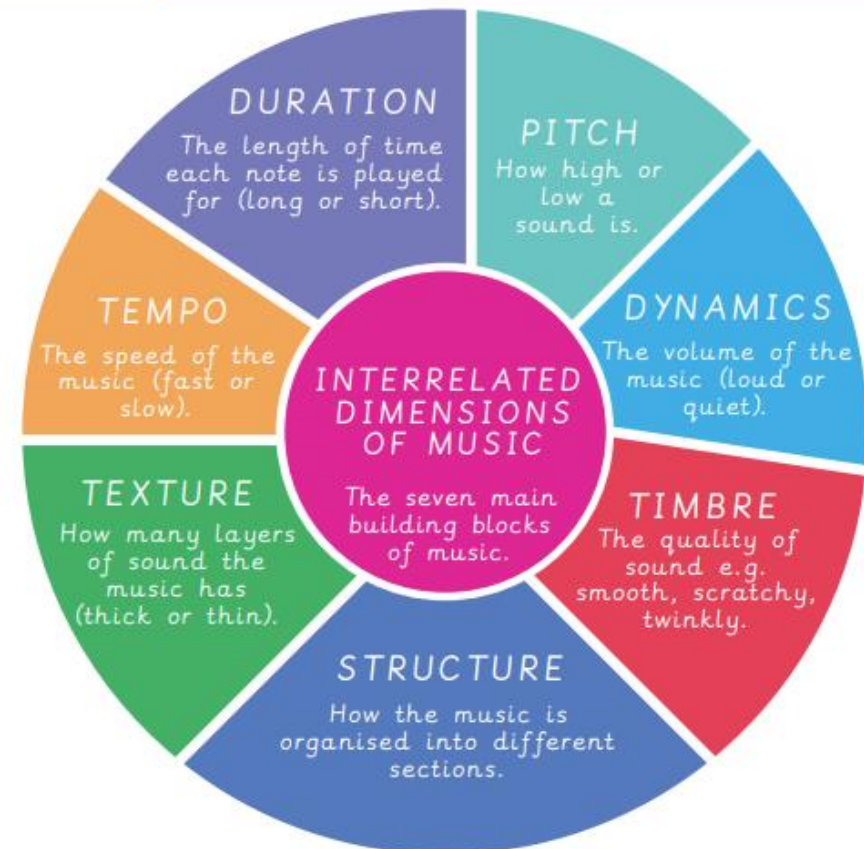 DURATION
The length of time
each note is played
for (long or short).
PITCH
How high or
low a
sound is.
DYNAMICS
The volume of the
music (loud or
quiet).
TIMBRE
The quality of
sound e.g.
smooth, scratchy,
twinkly.
STRUCTURE
How the music is
organised into different
sections.
TEXTURE
How many layers
of sound the
music has
(thick or thin).
TEMPO
The speed of the
music (fast or
slow).
INTERRELATED
DIMENSIONS
OF MUSIC
The seven main
building blocks
of music.